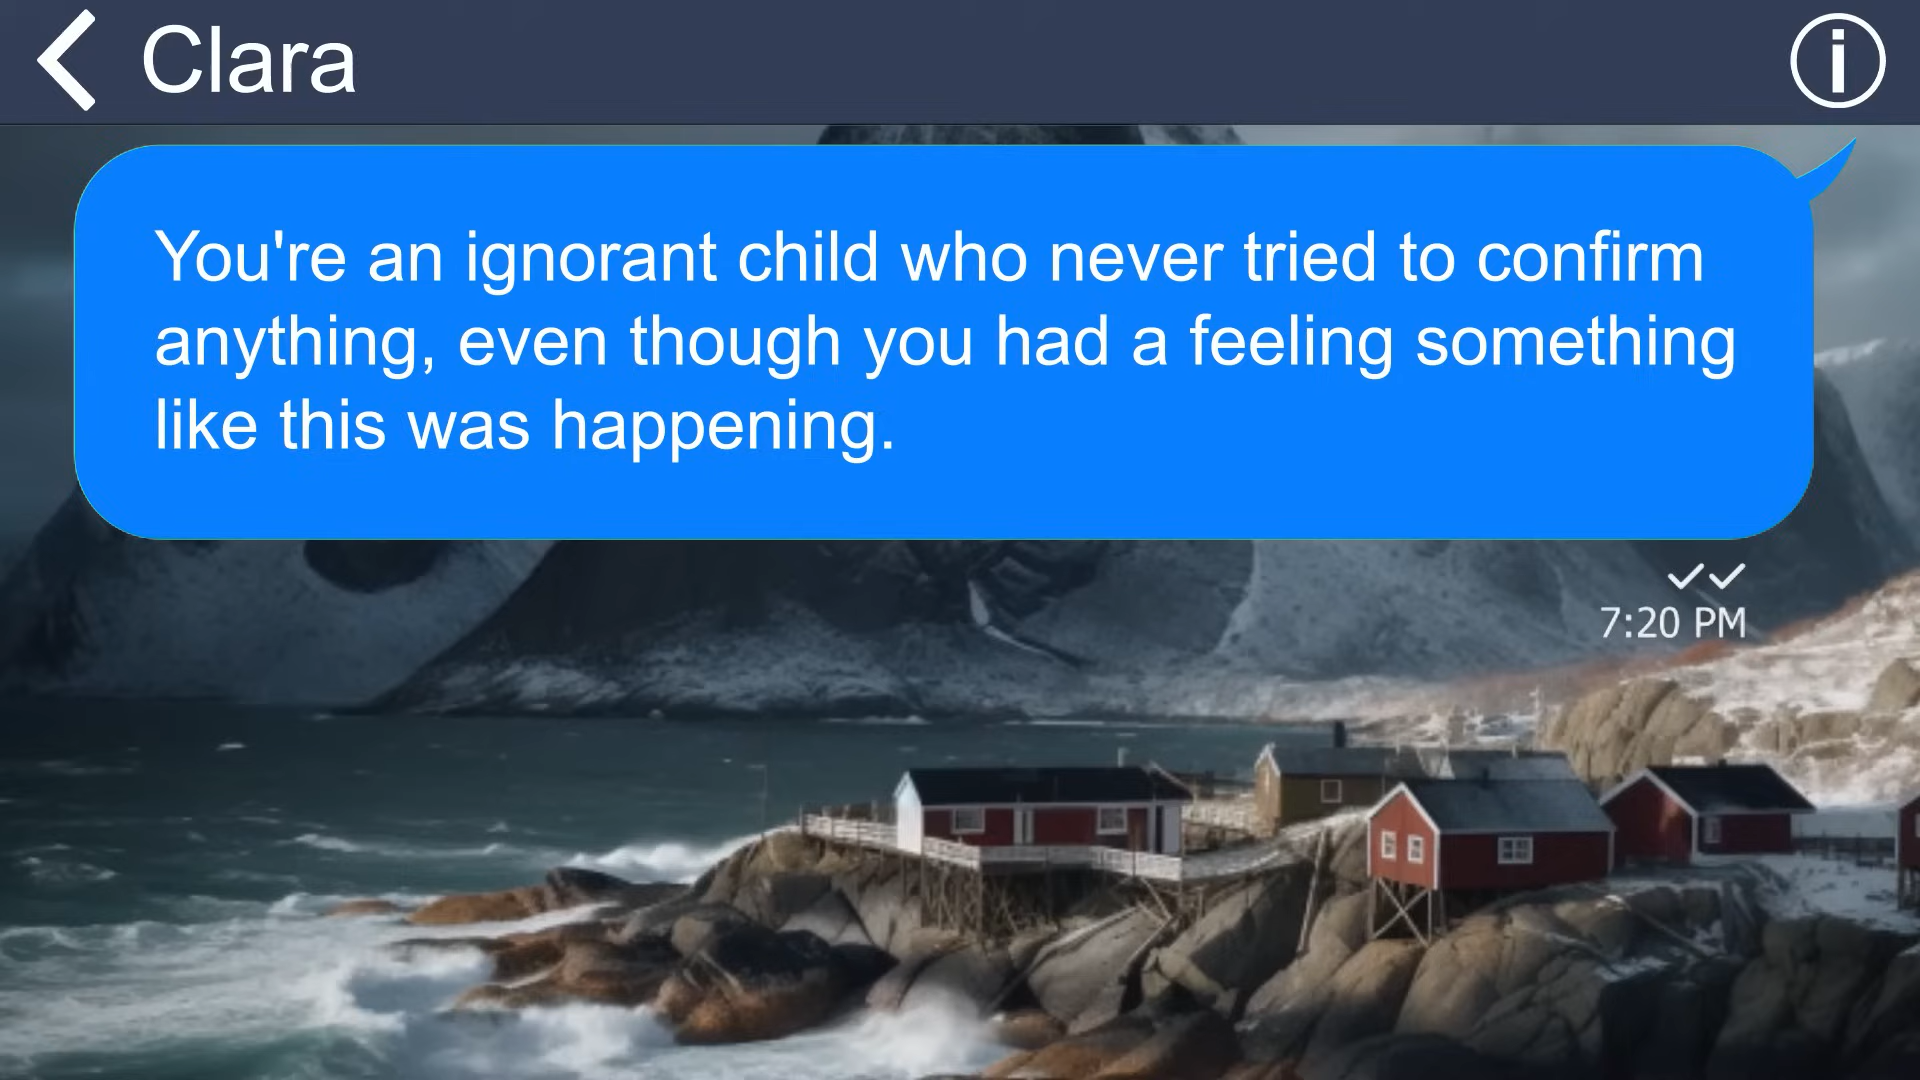 Clara
You're an ignorant child who never tried to confirm
anything, even though you had a feeling something
like this was happening.
7:20 PM